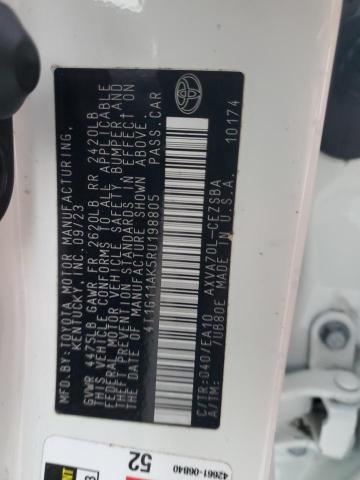 MFD. BY: TOYOTA MOTOR MANUFACTURING,
KENTUCKY, INC. 09/23
GVWR 4475LB GAWR FR 2620LB RR 2420LB
THIS VEHICLE CONFORMS TO ALL APPLICABLE
FEDERAL MOTOR VEHICLE SAFETY, BUMPER, AND
THEFT PREVENTION STANDARDS IN EFFECT ON
THE DATE OF MANUFACTURE SHOWN ABOVE.
4T1G11AK5RU198805 PASS. CAR
C/TR: 040/EA10 AXVA70L-CEZSBA
A/TM: /UB80E MADE IN U.S.A.
10174
52
42661-06840